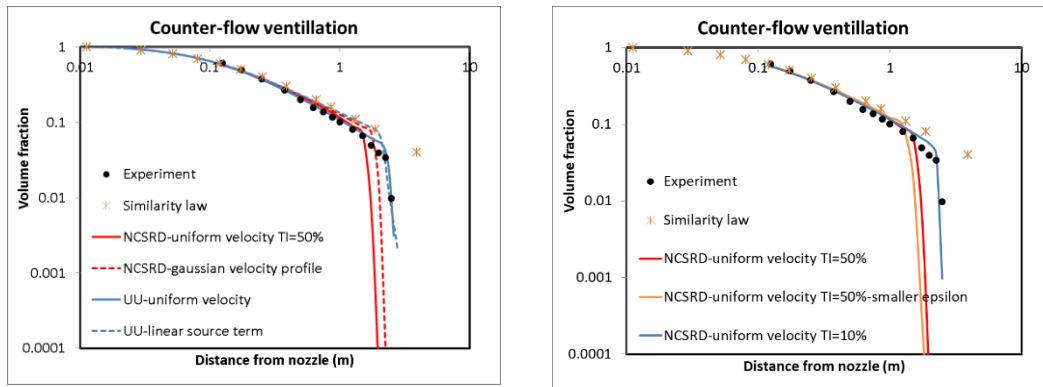 Counter-flow ventillation
1
0.01
0.1
1
10
0.1
0.01
0.001
0.0001
Volume fraction
Experiment
Similarity law
NCSRD-uniform velocity TI=50%
NCSRD-gaussian velocity profile
UU-uniform velocity
UU-linear source term
Distance from nozzle (m)
Counter-flow ventillation
1
0.01
0.1
1
10
0.1
0.01
0.001
0.0001
Volume fraction
Experiment
Similarity law
NCSRD-uniform velocity TI=50%
NCSRD-uniform velocity TI=50%-smaller epsilon
NCSRD-uniform velocity TI=10%
Distance from nozzle (m)